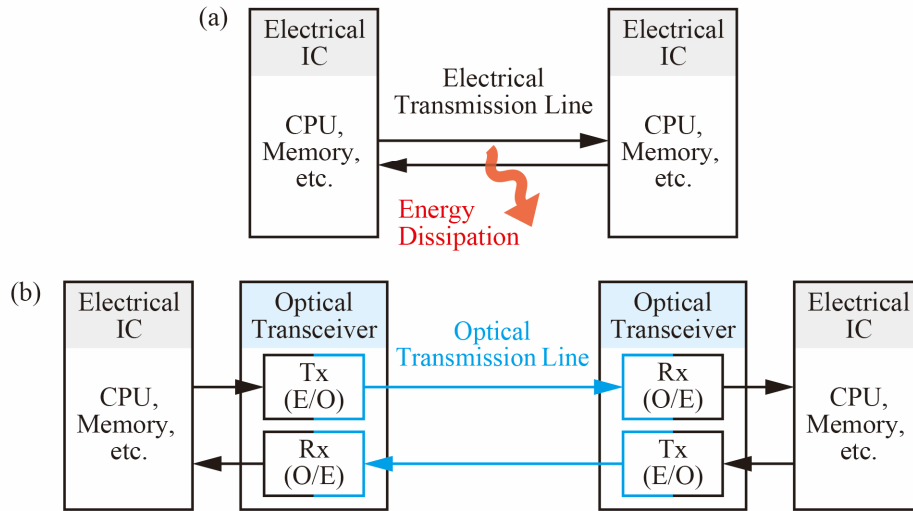 (a)
Electrical
IC
CPU,
Memory,
etc.
Electrical
Transmission Line
Energy
Dissipation
Electrical
IC
CPU,
Memory,
etc.
(b)
Electrical
IC
CPU,
Memory,
etc.
Optical
Transceiver
Tx
(E/O)
Rx
(O/E)
Optical
Transmission Line
Optical
Transceiver
Rx
(O/E)
Tx
(E/O)
Electrical
IC
CPU,
Memory,
etc.